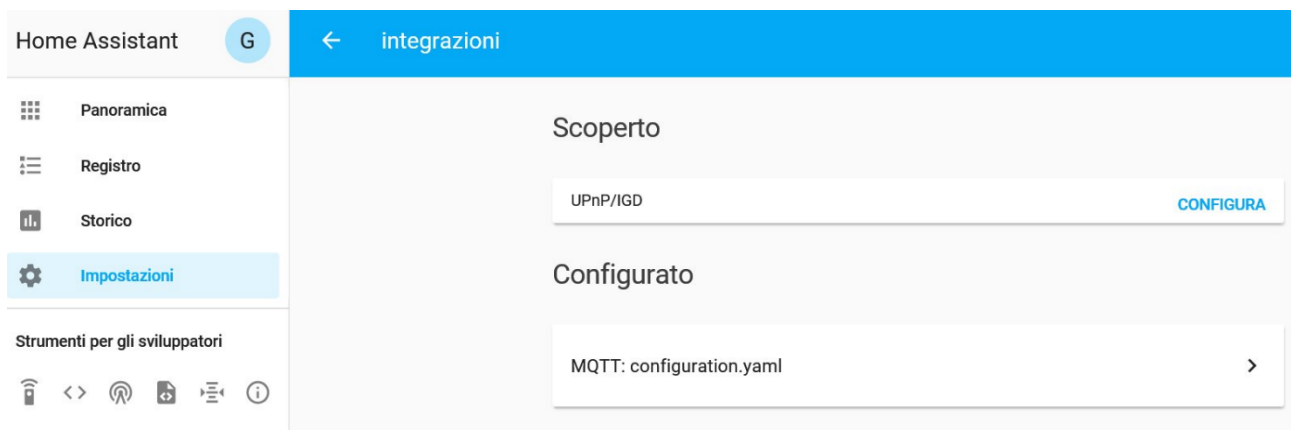 Home Assistant
G
integrazioni
Panoramica
Registro
Storico
Impostazioni
Strumenti per gli sviluppatori
Scoperto
UPnP/IGD
CONFIGURA
Configurato
MQTT: configuration.yaml